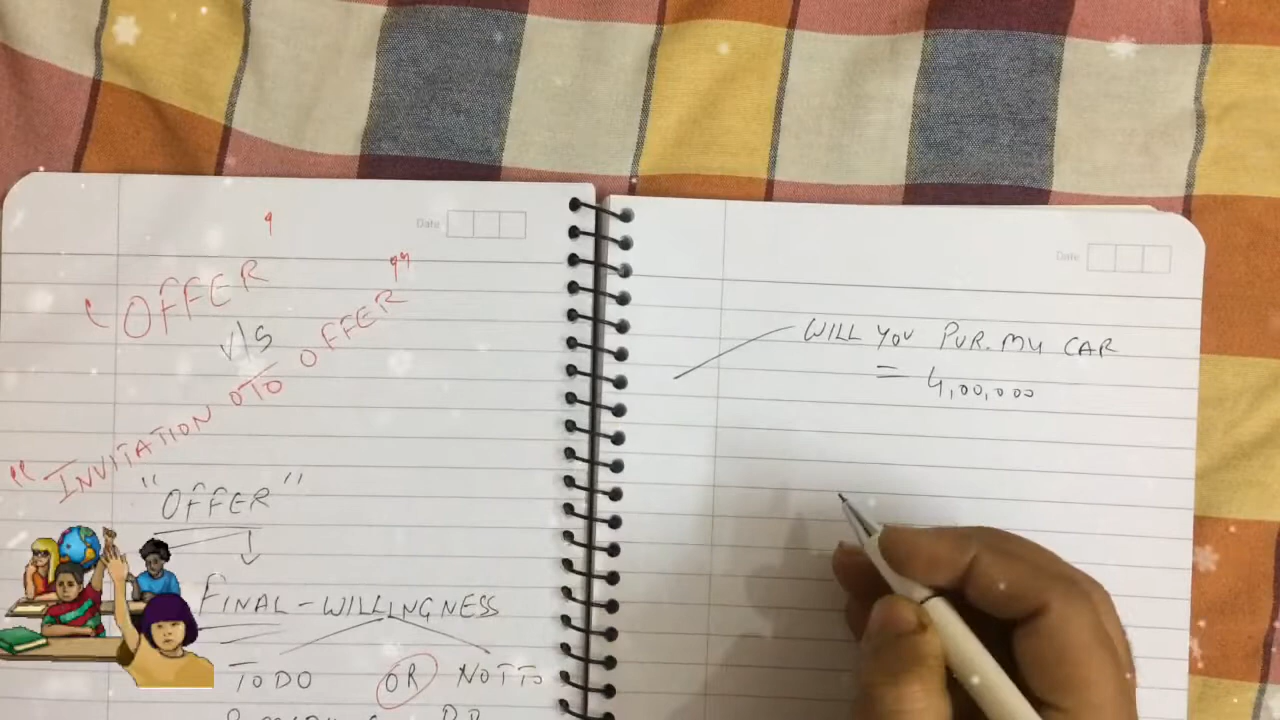 Date
'OFFER'
V/S
"INVITATION TO OFFER"
"OFFER"
FINAL-WILLINGNESS
TO DO OR NOT TO
Date
WILL YOU PUR. MY CAR
= 4,00,000